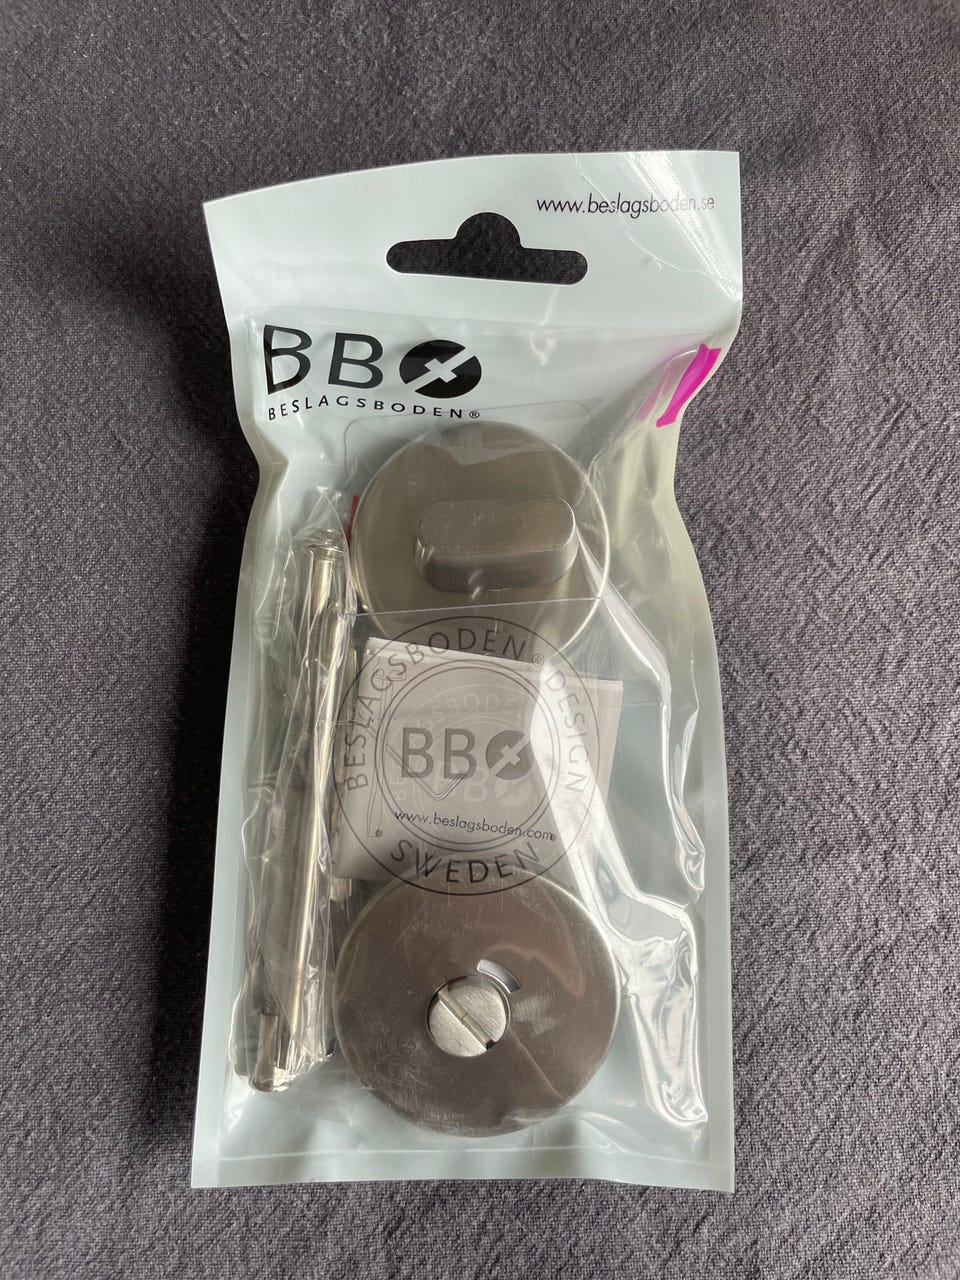 www.beslagsboden.se
BB
BESLAGSBODEN®
BESLAGSBODEN® DESIGN
BB
www.beslagsboden.com
SWEDEN